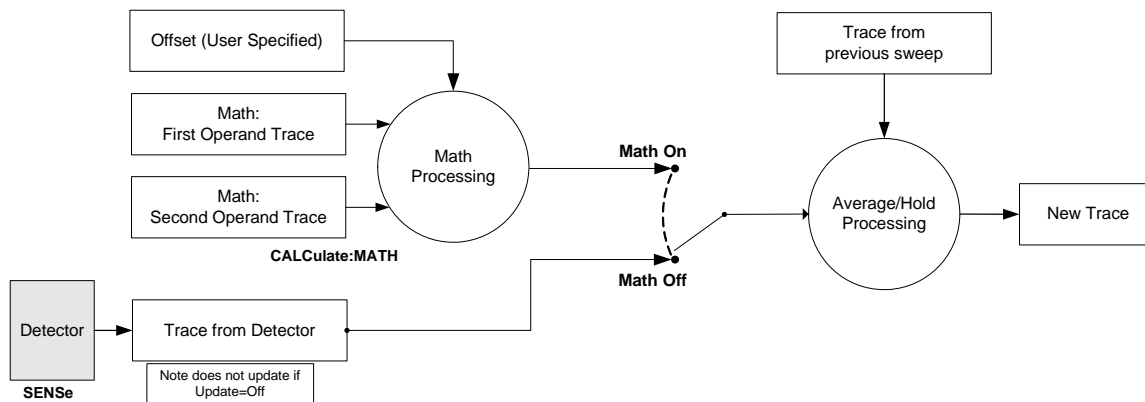 Offset (User Specified)
Math:
First Operand Trace
Math:
Second Operand Trace
CALCulate:MATH
Math
Processing
Math On
Math Off
Trace from
previous sweep
Average/Hold
Processing
New Trace
Detector
SENSe
Trace from Detector
Note does not update if
Update=Off